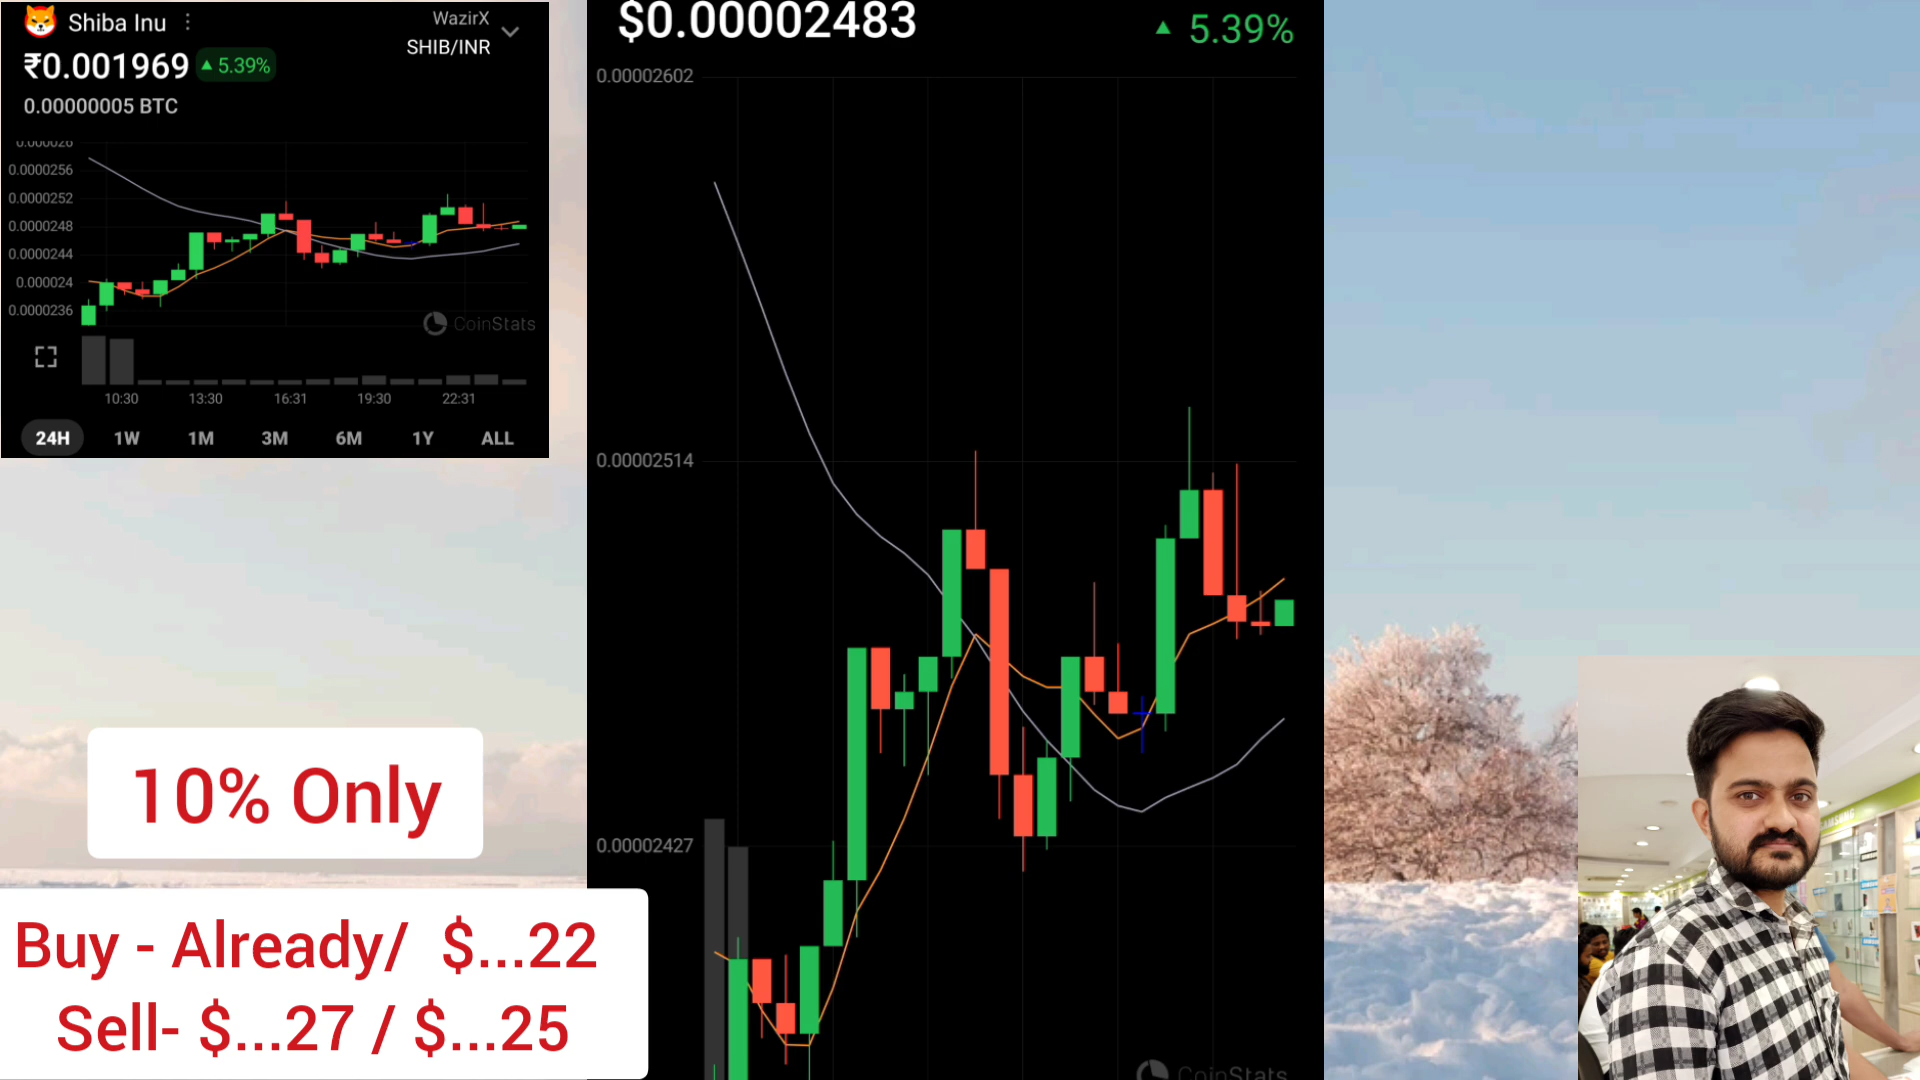 Shiba Inu
WazirX
SHIB/INR
₹0.001969 ▲5.39%
0.00000005 BTC
0.000026
0.0000256
0.0000252
0.0000248
0.0000244
0.000024
0.0000236
CoinStats
10:30 13:30 16:31 19:30 22:31
24H 1W 1M 3M 6M 1Y ALL
$0.00002483 ▲ 5.39%
0.00002602
0.00002514
0.00002427
CoinStats
10% Only
Buy - Already/ $...22
Sell- $...27 / $...25
SAMSUNG